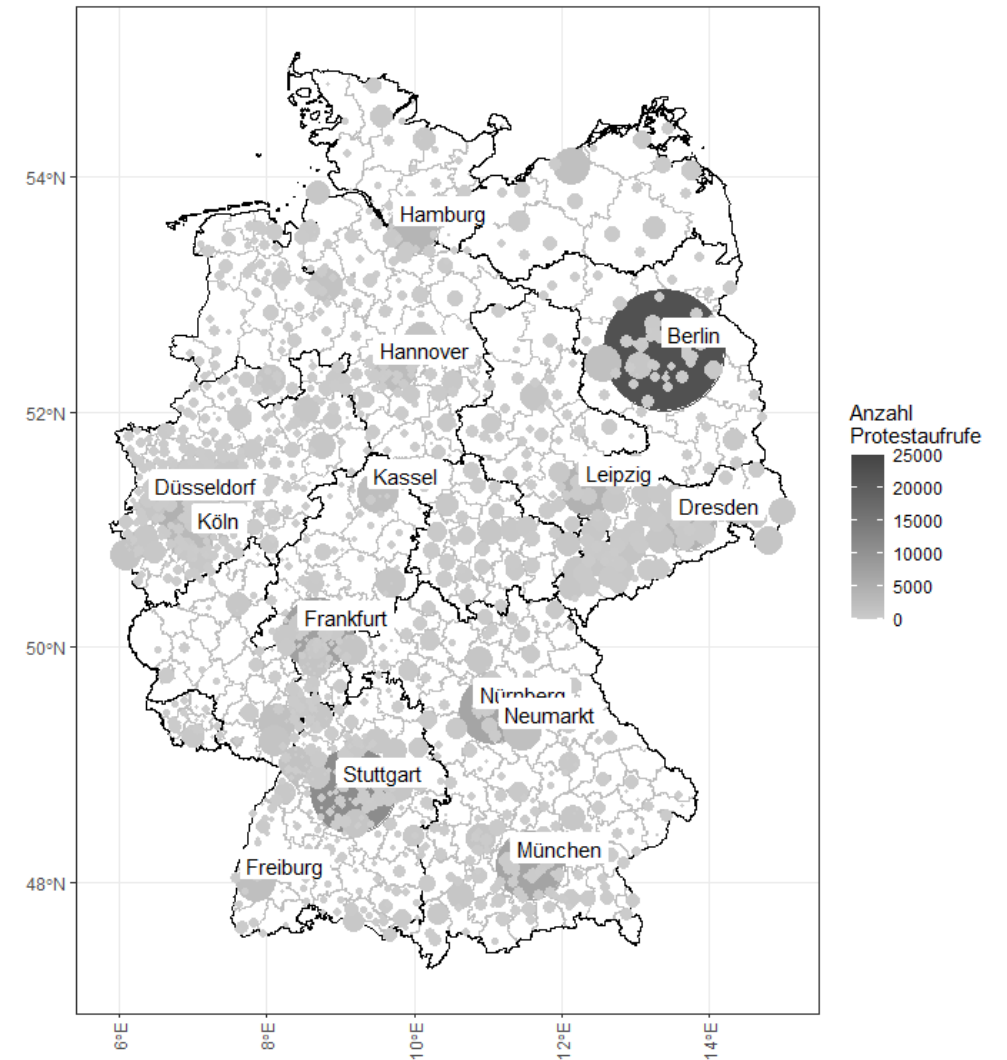 54°N
52°N
50°N
48°N
Hamburg
Berlin
Hannover
Kassel
Leipzig
Düsseldorf
Dresden
Köln
Frankfurt
Nürnberg
Neumarkt
Stuttgart
München
Freiburg
6°E
8°E
10°E
12°E
14°E
Anzahl
Protestaufrufe
25000
20000
15000
10000
5000
0